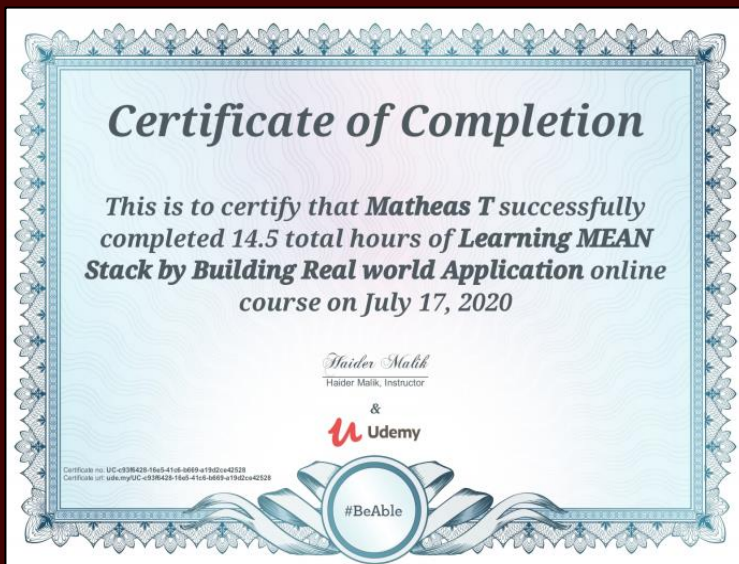 Certificate of Completion
This is to certify that Matheas T successfully
completed 14.5 total hours of Learning MEAN
Stack by Building Real world Application online
course on July 17, 2020
Haider Malik
Haider Malik, Instructor
&
Udemy
Certificate no: UC-c93f6428-16e5-41c6-b669-a19d2ce42528
Certificate url: ude.my/UC-c93f6428-16e5-41c6-b669-a19d2ce42528
#BeAble